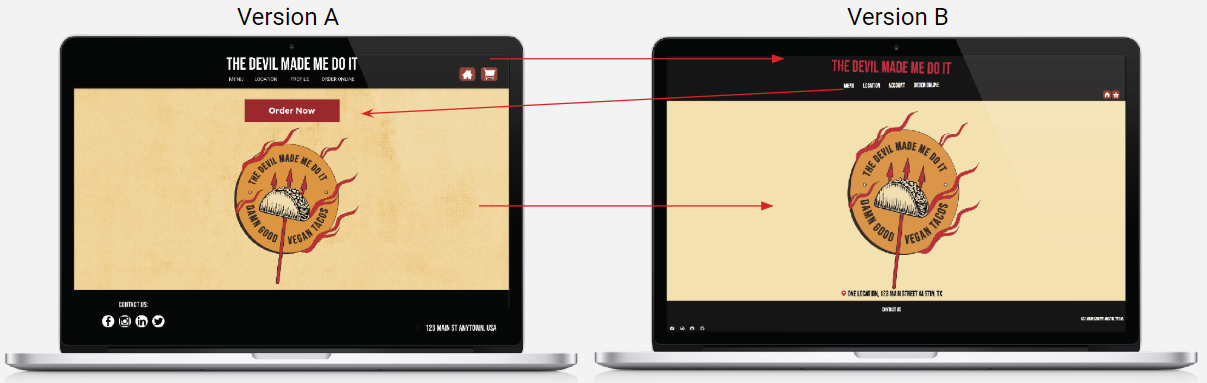 Version A
Version B
THE DEVIL MADE ME DO IT
MENU LOCATION PROFILE ORDER ONLINE
Order Now
THE DEVIL MADE ME DO IT
DAMN GOOD VEGAN TACOS
CONTACT US:
123 MAIN ST ANYTOWN, USA
THE DEVIL MADE ME DO IT
MENU LOCATION ACCOUNT ORDER ONLINE
THE DEVIL MADE ME DO IT
DAMN GOOD VEGAN TACOS
ONE LOCATION, 123 MAIN STREET AUSTIN, TX
CONTACT US